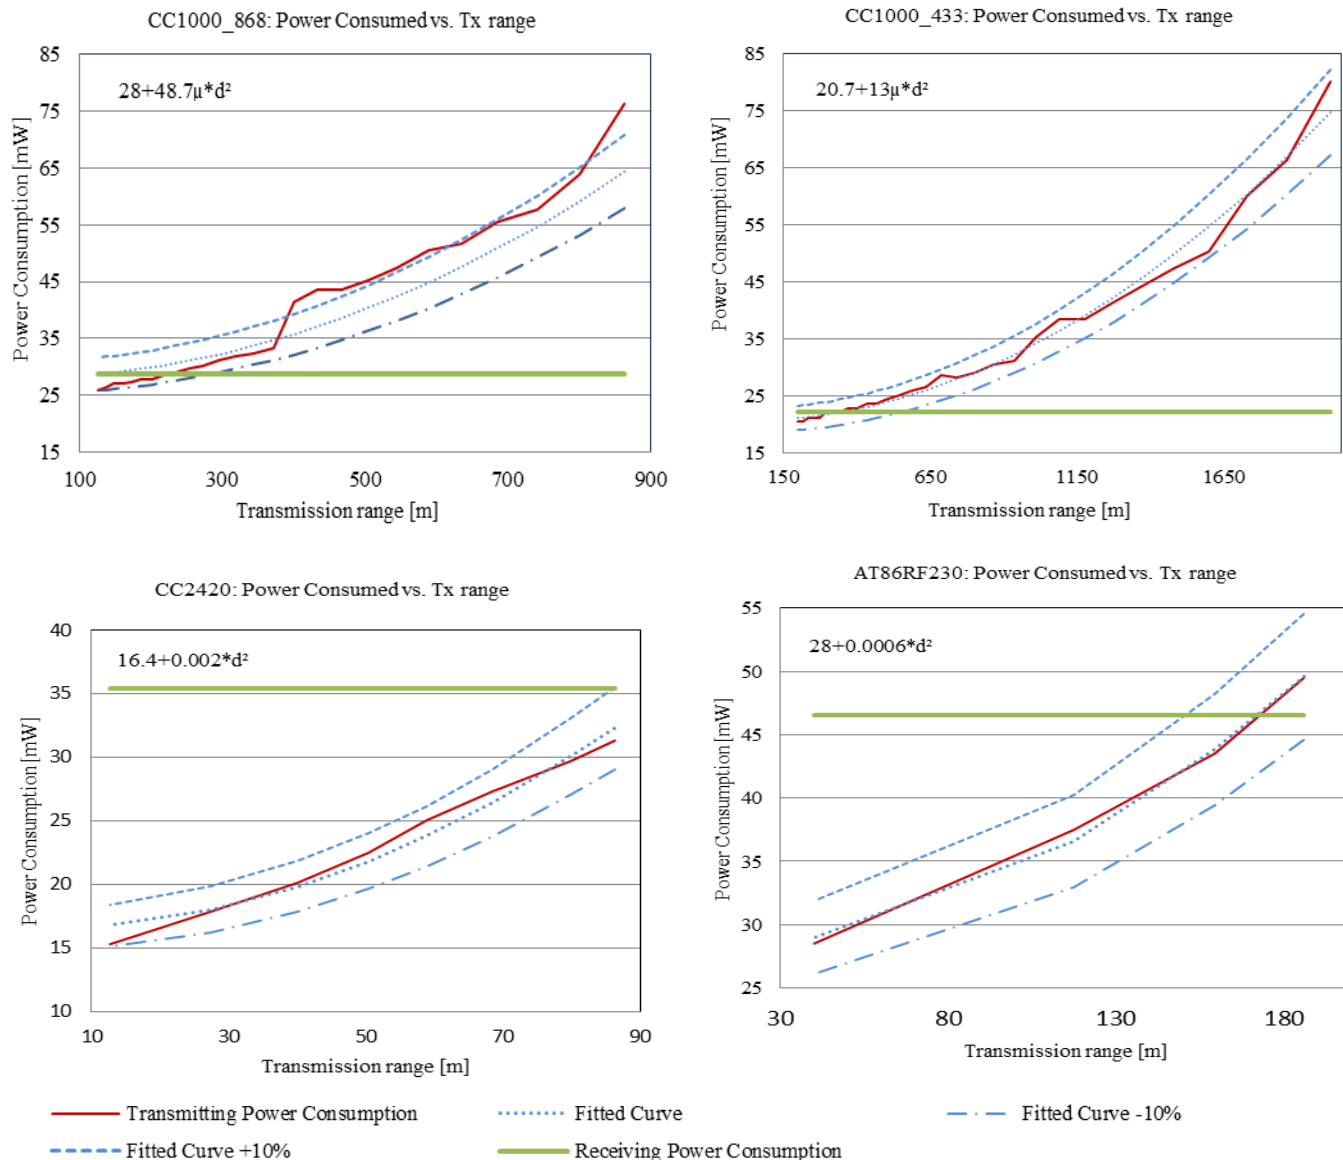 CC1000_868: Power Consumed vs. Tx range
85
75
65
55
45
35
25
15
Power Consumption [mW]
28+48.7μ*d²
100 300 500 700 900
Transmission range [m]
CC1000_433: Power Consumed vs. Tx range
85
75
65
55
45
35
25
15
Power Consumption [mW]
20.7+13μ*d²
150 650 1150 1650
Transmission range [m]
CC2420: Power Consumed vs. Tx range
40
35
30
25
20
15
10
Power Consumption [mW]
16.4+0.002*d²
10 30 50 70 90
Transmission range [m]
AT86RF230: Power Consumed vs. Tx range
55
50
45
40
35
30
25
Power Consumption [mW]
28+0.0006*d²
30 80 130 180
Transmission range [m]
Transmitting Power Consumption Fitted Curve Fitted Curve -10%
Fitted Curve +10% Receiving Power Consumption